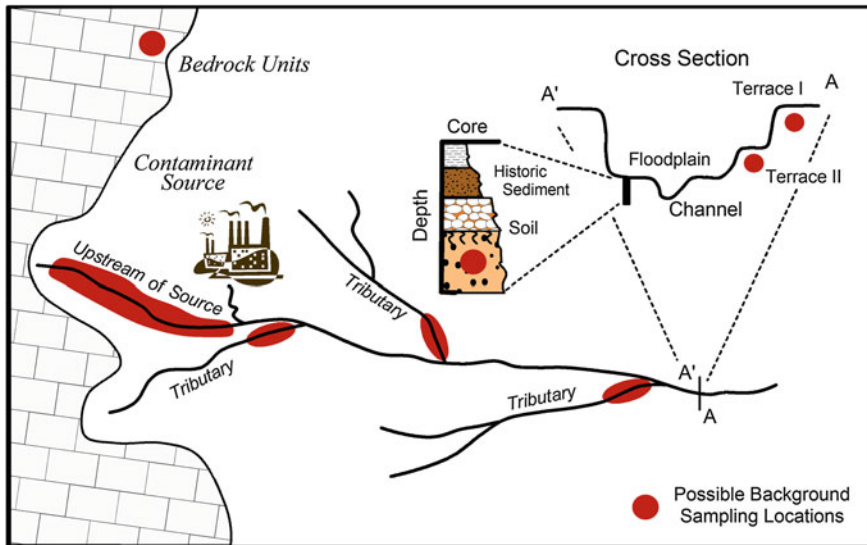 Bedrock Units
Contaminant
Source
Upstream of Source
Tributary
Tributary
Tributary
Core
Depth
Historic
Sediment
Soil
Cross Section
A'
A
Terrace I
Floodplain
Terrace II
Channel
A'
A
Possible Background
Sampling Locations